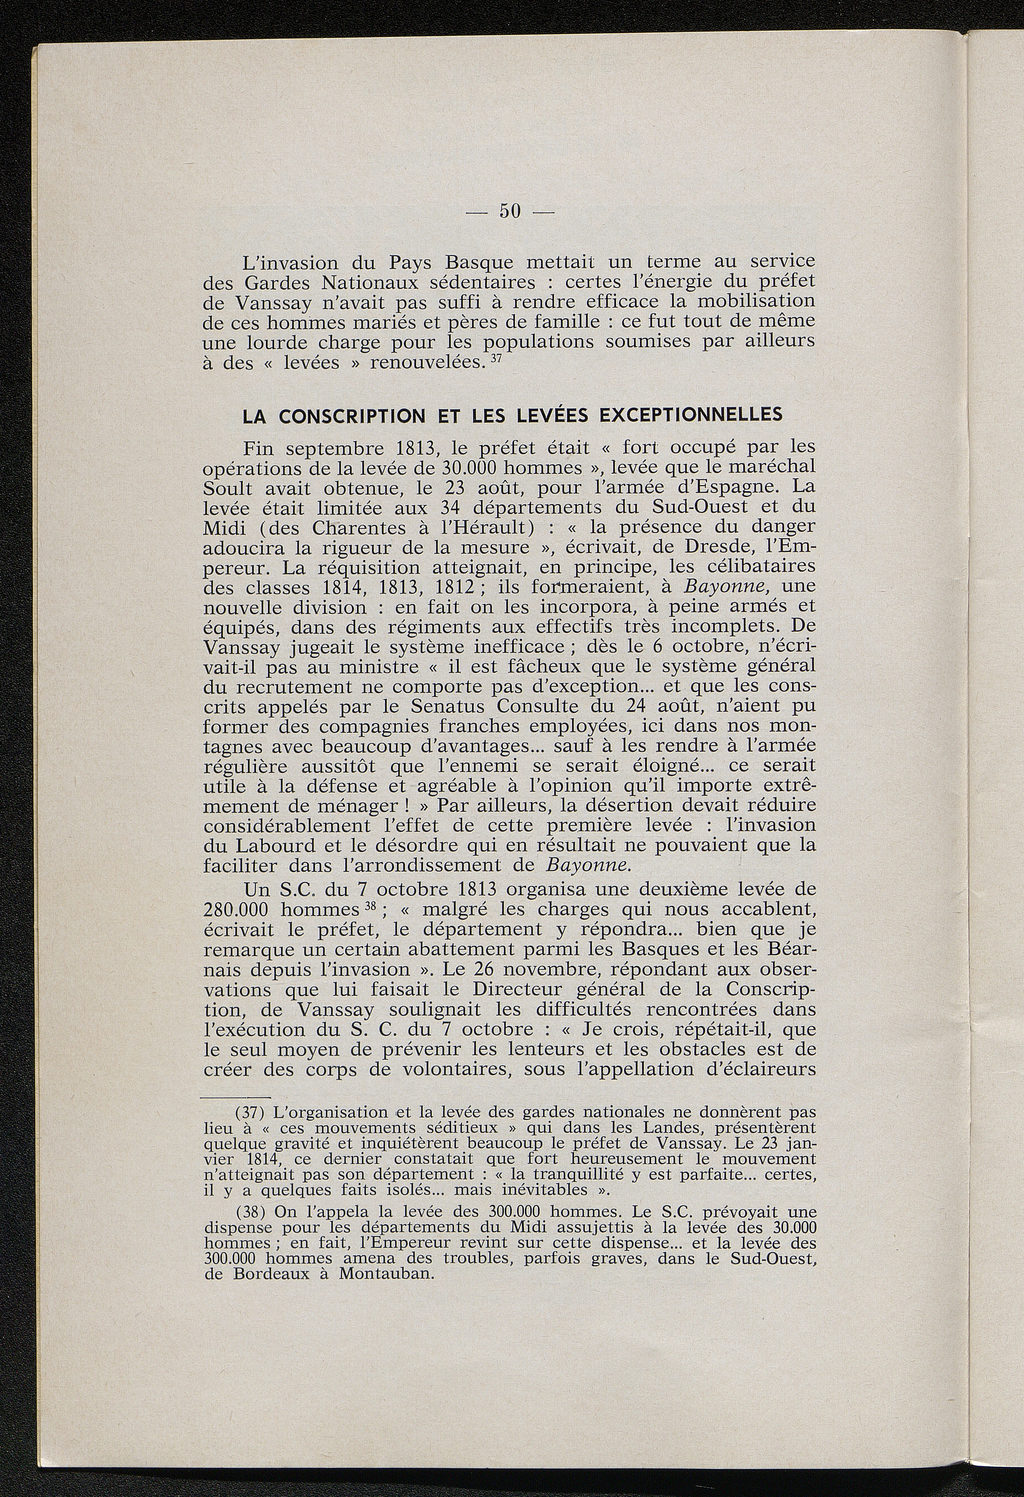 — 50 —
L'invasion du Pays Basque mettait un terme au service
des Gardes Nationaux sédentaires : certes l'énergie du préfet
de Vanssay n'avait pas suffi à rendre efficace la mobilisation
de ces hommes mariés et pères de famille : ce fut tout de même
une lourde charge pour les populations soumises par ailleurs
à des « levées » renouvelées. 37
LA CONSCRIPTION ET LES LEVÉES EXCEPTIONNELLES
Fin septembre 1813, le préfet était « fort occupé par les
opérations de la levée de 30.000 hommes », levée que le maréchal
Soult avait obtenue, le 23 août, pour l'armée d'Espagne. La
levée était limitée aux 34 départements du Sud-Ouest et du
Midi (des Charentes à l'Hérault) : « la présence du danger
adoucira la rigueur de la mesure », écrivait, de Dresde, l'Em-
pereur. La réquisition atteignait, en principe, les célibataires
des classes 1814, 1813, 1812 ; ils formeraient, à Bayonne, une
nouvelle division : en fait on les incorpora, à peine armés et
équipés, dans des régiments aux effectifs très incomplets. De
Vanssay jugeait le système inefficace ; dès le 6 octobre, n'écri-
vait-il pas au ministre « il est fâcheux que le système général
du recrutement ne comporte pas d'exception... et que les cons-
crits appelés par le Senatus Consulte du 24 août, n'aient pu
former des compagnies franches employées, ici dans nos mon-
tagnes avec beaucoup d'avantages... sauf à les rendre à l'armée
régulière aussitôt que l'ennemi se serait éloigné... ce serait
utile à la défense et agréable à l'opinion qu'il importe extrê-
mement de ménager ! » Par ailleurs, la désertion devait réduire
considérablement l'effet de cette première levée : l'invasion
du Labourd et le désordre qui en résultait ne pouvaient que la
faciliter dans l'arrondissement de Bayonne.
Un S.C. du 7 octobre 1813 organisa une deuxième levée de
280.000 hommes 38 ; « malgré les charges qui nous accablent,
écrivait le préfet, le département y répondra... bien que je
remarque un certain abattement parmi les Basques et les Béar-
nais depuis l'invasion ». Le 26 novembre, répondant aux obser-
vations que lui faisait le Directeur général de la Conscrip-
tion, de Vanssay soulignait les difficultés rencontrées dans
l'exécution du S. C. du 7 octobre : « Je crois, répétait-il, que
le seul moyen de prévenir les lenteurs et les obstacles est de
créer des corps de volontaires, sous l'appellation d'éclaireurs
(37) L'organisation et la levée des gardes nationales ne donnèrent pas
lieu à « ces mouvements séditieux » qui dans les Landes, présentèrent
quelque gravité et inquiétèrent beaucoup le préfet de Vanssay. Le 23 jan-
vier 1814, ce dernier constatait que fort heureusement le mouvement
n'atteignait pas son département : « la tranquillité y est parfaite... certes,
il y a quelques faits isolés... mais inévitables ».
(38) On l'appela la levée des 300.000 hommes. Le S.C. prévoyait une
dispense pour les départements du Midi assujettis à la levée des 30.000
hommes ; en fait, l'Empereur revint sur cette dispense... et la levée des
300.000 hommes amena des troubles, parfois graves, dans le Sud-Ouest,
de Bordeaux à Montauban.